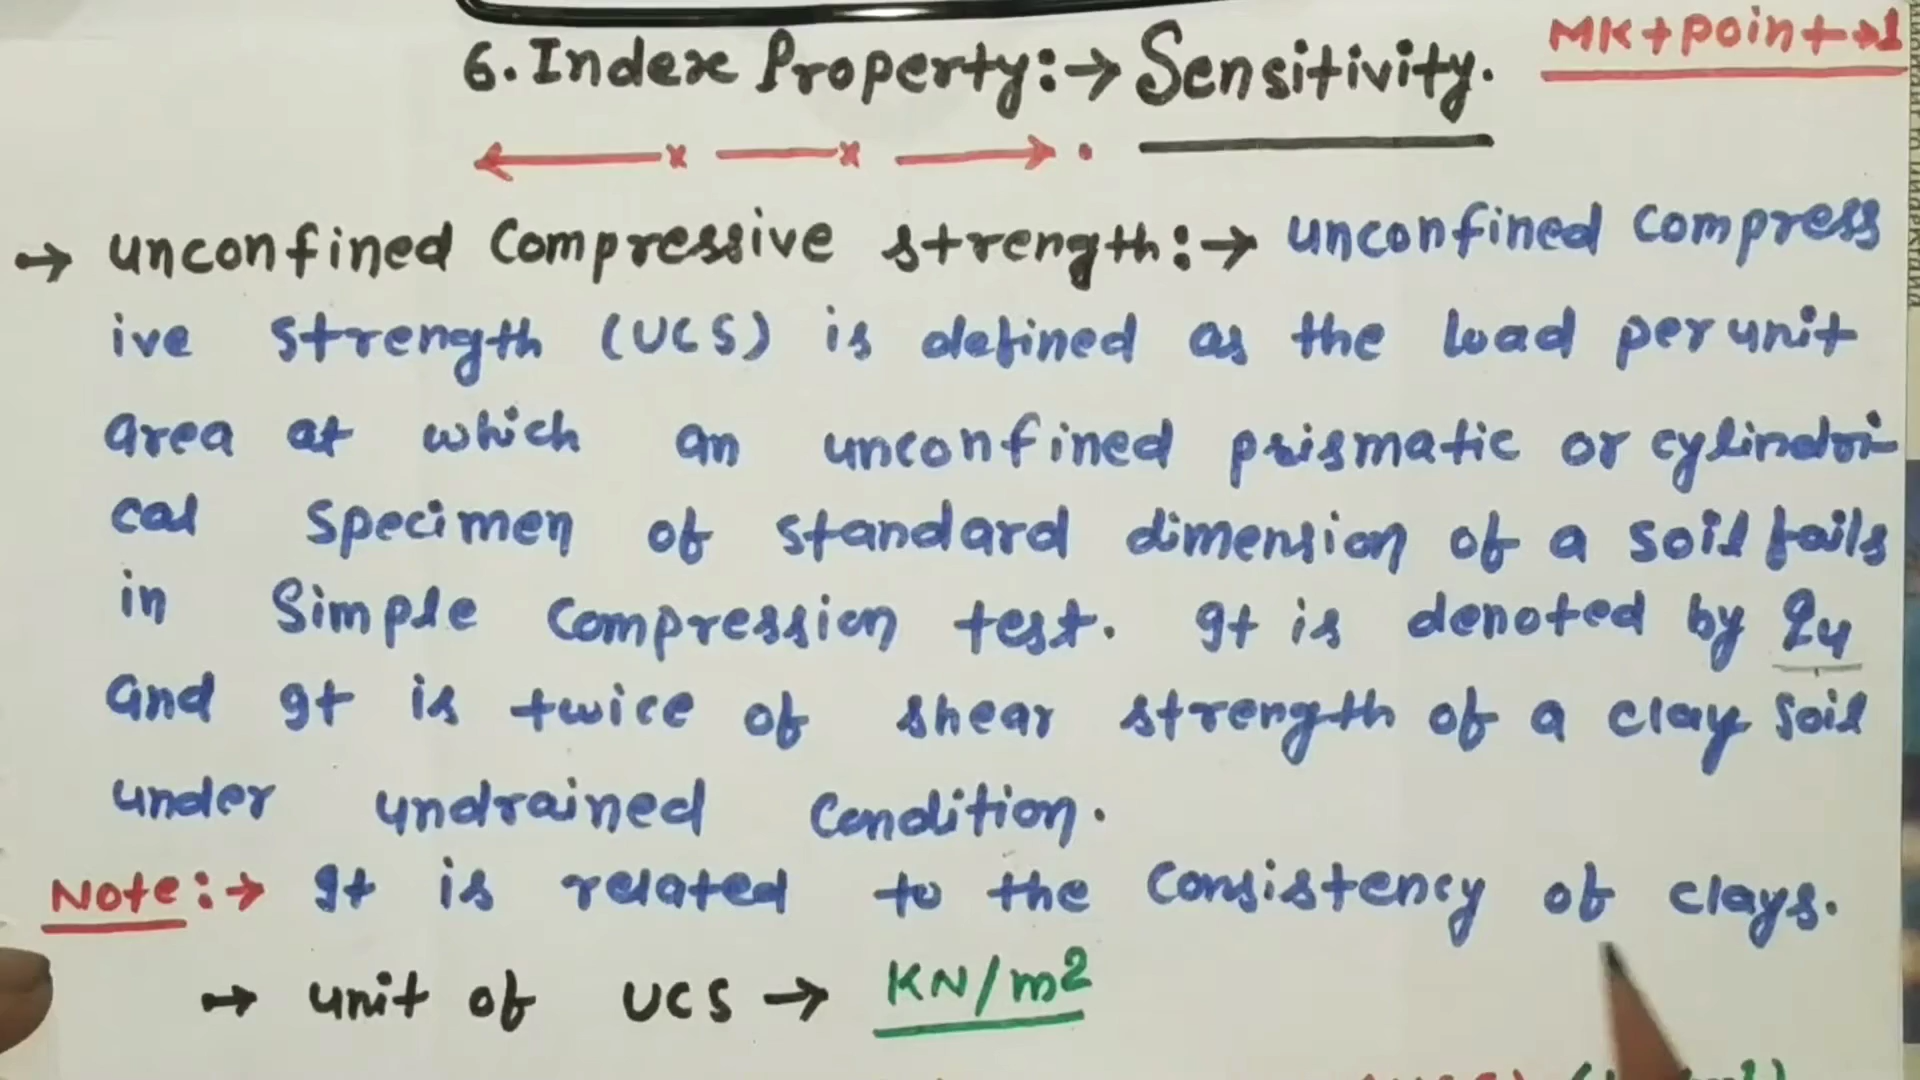 6. Index Property:→ Sensitivity.
MK+point→1
→ unconfined compressive strength:→ unconfined compress
ive strength (UCS) is defined as the load per unit
area at which an unconfined prismatic or cylindri-
cal specimen of standard dimension of a soil fails
in simple compression test. It is denoted by qu
and It is twice of shear strength of a clay soil
under undrained condition.
Note:→ It is related to the consistency of clays.
→ unit of UCS → KN/m2